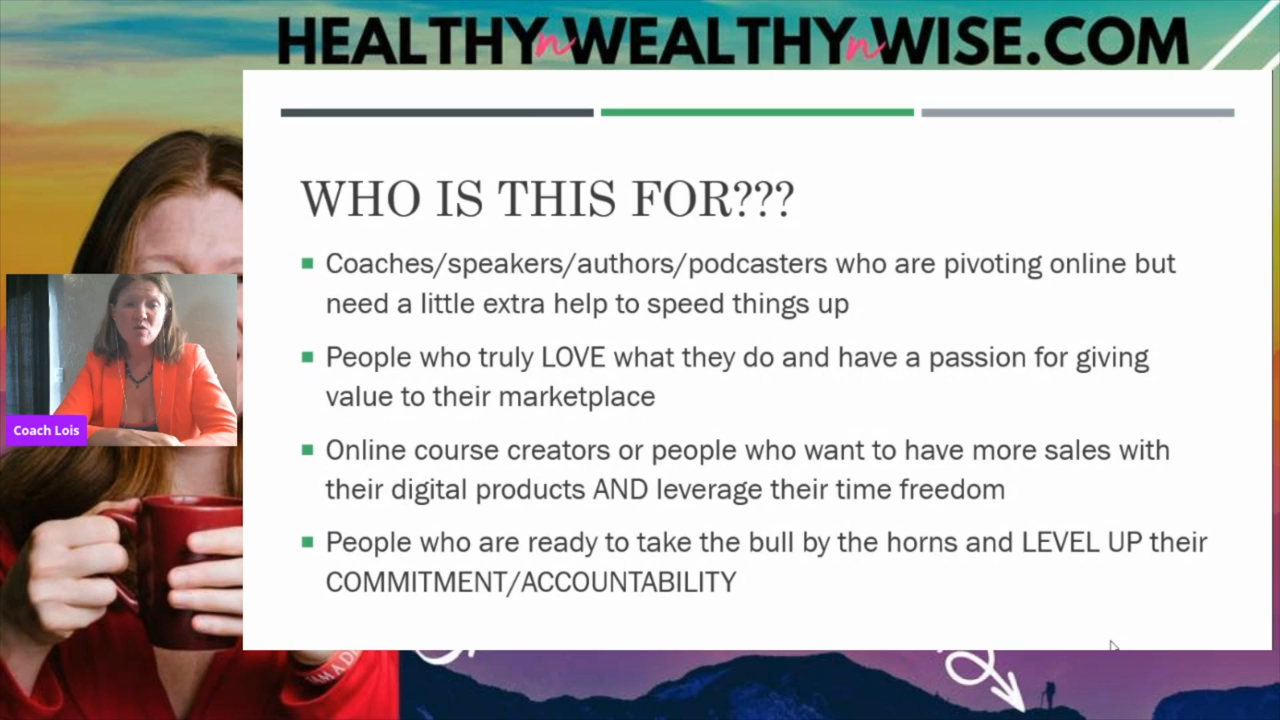 HEALTHYnWEALTHYnWISE.COM
WHO IS THIS FOR???
Coaches/speakers/authors/podcasters who are pivoting online but
need a little extra help to speed things up
People who truly LOVE what they do and have a passion for giving
value to their marketplace
Online course creators or people who want to have more sales with
their digital products AND leverage their time freedom
People who are ready to take the bull by the horns and LEVEL UP their
COMMITMENT/ACCOUNTABILITY
Coach Lois